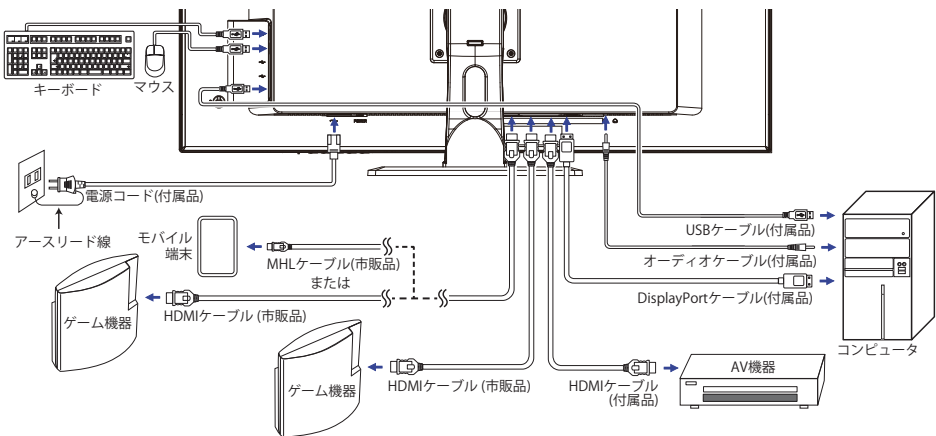 キーボード
マウス
電源コード(付属品)
アースリード線
モバイル
端末
MHLケーブル(市販品)
または
HDMIケーブル (市販品)
ゲーム機器
ゲーム機器
HDMIケーブル (市販品)
HDMIケーブル
(付属品)
AV機器
USBケーブル(付属品)
オーディオケーブル(付属品)
DisplayPortケーブル(付属品)
コンピュータ